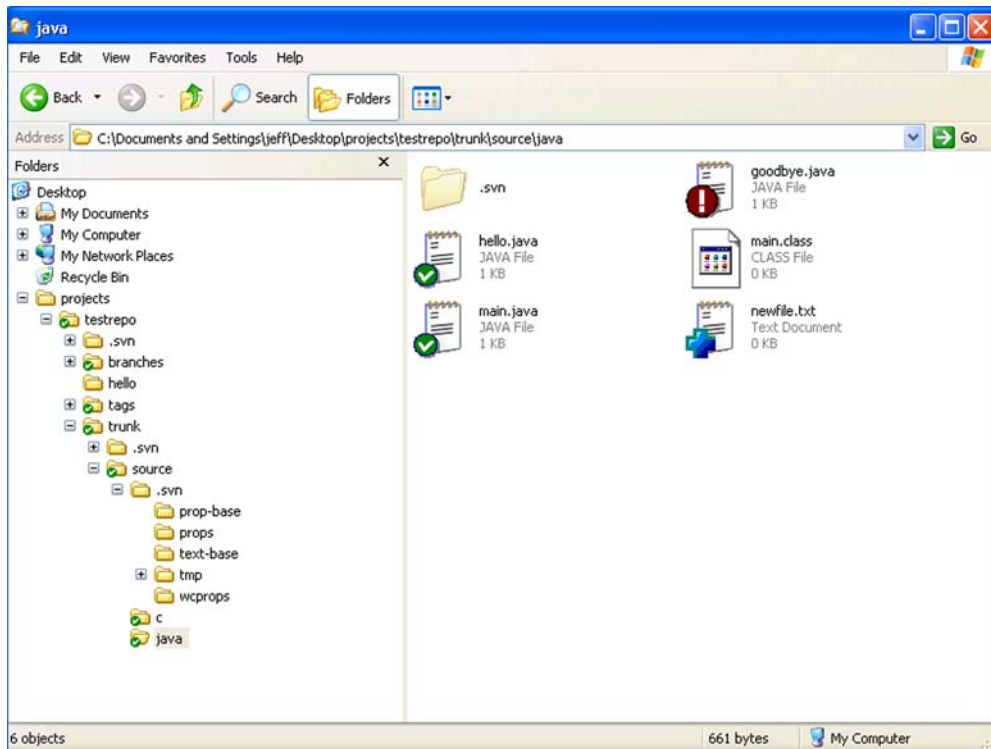 java
File Edit View Favorites Tools Help
Back Search Folders
Address C:\Documents and Settings\jeff\Desktop\projects\testrepo\trunk\source\java Go
Folders
Desktop
My Documents
My Computer
My Network Places
Recycle Bin
projects
testrepo
.svn
branches
hello
tags
trunk
.svn
source
.svn
prop-base
props
text-base
tmp
wcprops
c
java
.svn
goodbye.java
JAVA File
1 KB
hello.java
JAVA File
1 KB
main.class
CLASS File
0 KB
main.java
JAVA File
1 KB
newfile.txt
Text Document
0 KB
6 objects 661 bytes My Computer